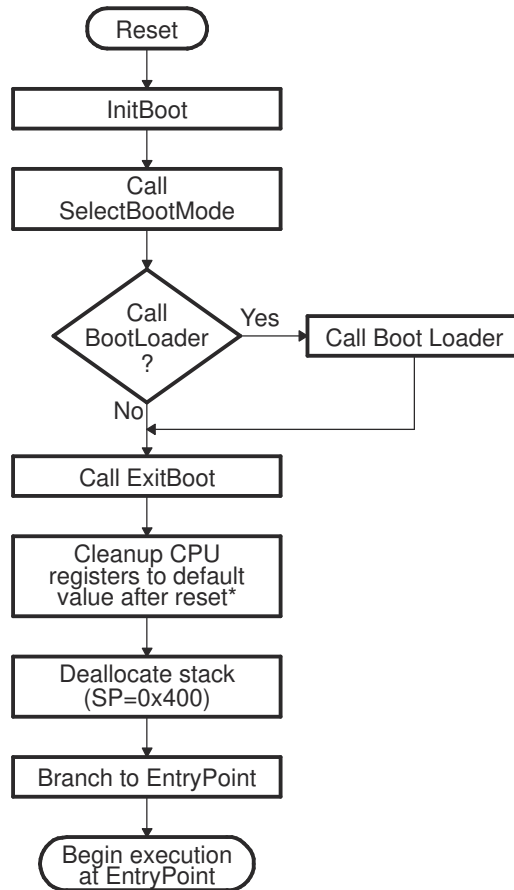 Reset
InitBoot
Call
SelectBootMode
Call
BootLoader
?
Yes
Call Boot Loader
No
Call ExitBoot
Cleanup CPU
registers to default
value after reset*
Deallocate stack
(SP=0x400)
Branch to EntryPoint
Begin execution
at EntryPoint